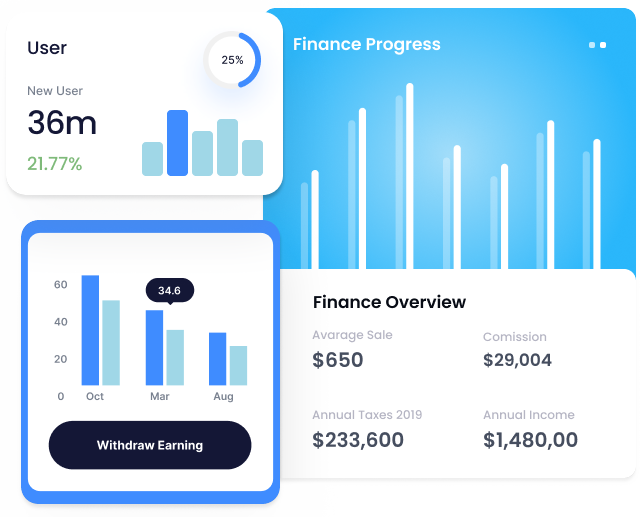 User
25%
New User
36m
21.77%
Finance Progress
60
40
20
0
34.6
Oct
Mar
Aug
Withdraw Earning
Finance Overview
Avarage Sale
$650
Comission
$29,004
Annual Taxes 2019
$233,600
Annual Income
$1,480,00